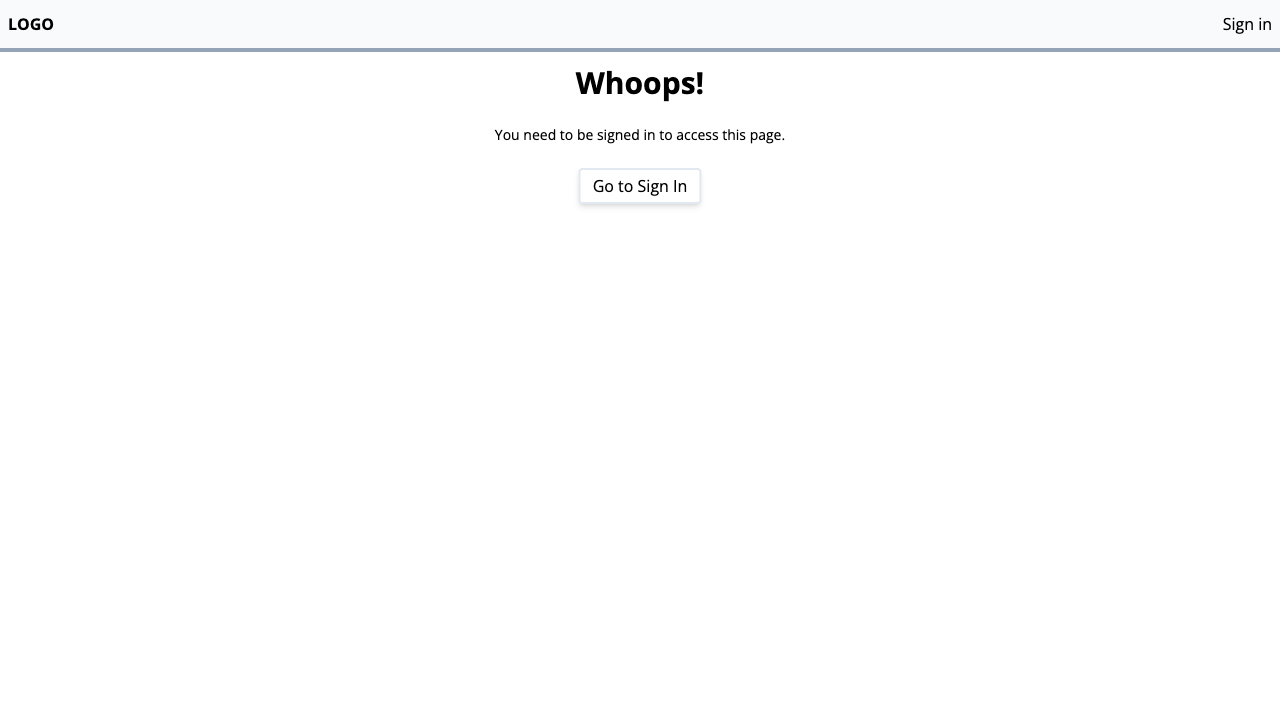 LOGO
Sign in
Whoops!
You need to be signed in to access this page.
Go to Sign In